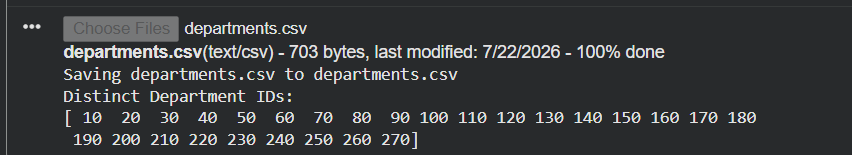 ••• Choose Files departments.csv
departments.csv(text/csv) - 703 bytes, last modified: 7/22/2026 - 100% done
Saving departments.csv to departments.csv
Distinct Department IDs:
[ 10  20  30  40  50  60  70  80  90 100 110 120 130 140 150 160 170 180
 190 200 210 220 230 240 250 260 270]